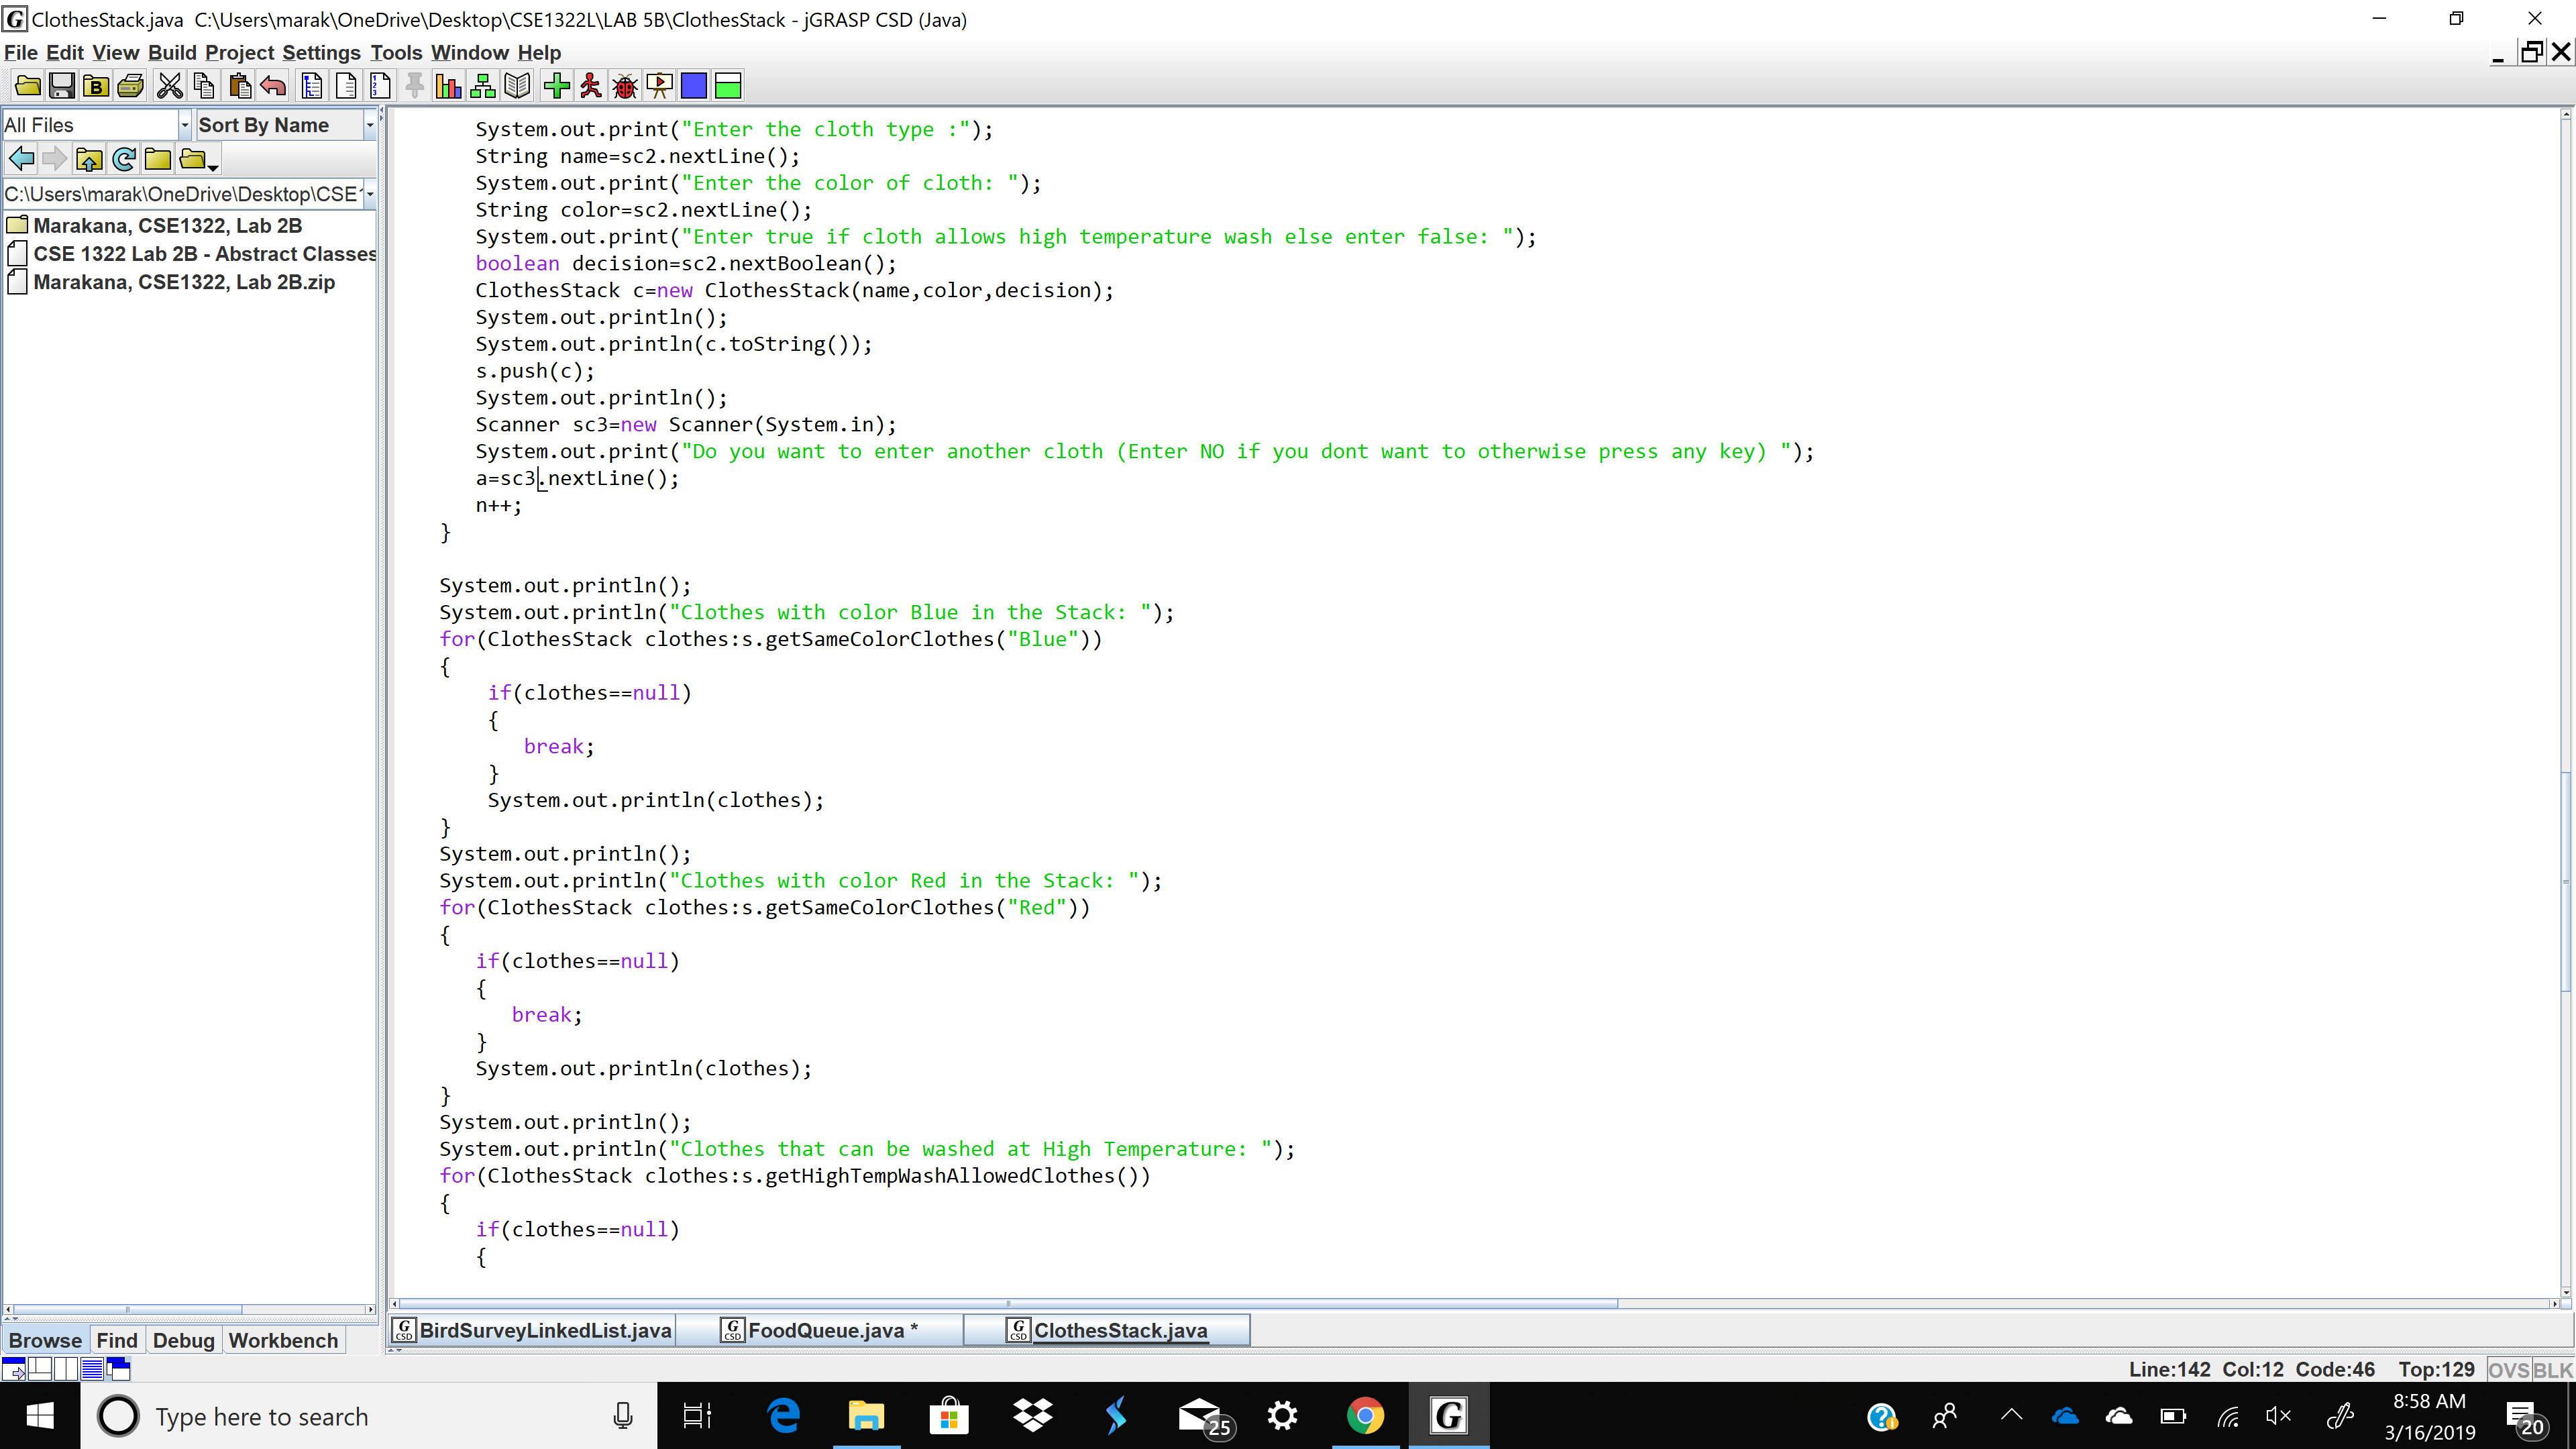 ClothesStack.java C:\Users\marak\OneDrive\Desktop\CSE1322L\LAB 5B\ClothesStack - jGRASP CSD (Java)
File Edit View Build Project Settings Tools Window Help
All Files
Sort By Name
C:\Users\marak\OneDrive\Desktop\CSE
Marakana, CSE1322, Lab 2B
CSE 1322 Lab 2B - Abstract Classes
Marakana, CSE1322, Lab 2B.zip
System.out.print("Enter the cloth type :");
String name=sc2.nextLine();
System.out.print("Enter the color of cloth: ");
String color=sc2.nextLine();
System.out.print("Enter true if cloth allows high temperature wash else enter false: ");
boolean decision=sc2.nextBoolean();
ClothesStack c=new ClothesStack(name,color,decision);
System.out.println();
System.out.println(c.toString());
s.push(c);
System.out.println();
Scanner sc3=new Scanner(System.in);
System.out.print("Do you want to enter another cloth (Enter NO if you dont want to otherwise press any key) ");
a=sc3.nextLine();
n++;
}
System.out.println();
System.out.println("Clothes with color Blue in the Stack: ");
for(ClothesStack clothes:s.getSameColorClothes("Blue"))
{
if(clothes==null)
{
break;
}
System.out.println(clothes);
}
System.out.println();
System.out.println("Clothes with color Red in the Stack: ");
for(ClothesStack clothes:s.getSameColorClothes("Red"))
{
if(clothes==null)
{
break;
}
System.out.println(clothes);
}
System.out.println();
System.out.println("Clothes that can be washed at High Temperature: ");
for(ClothesStack clothes:s.getHighTempWashAllowedClothes())
{
if(clothes==null)
{
BirdSurveyLinkedList.java
FoodQueue.java *
ClothesStack.java
Browse Find Debug Workbench
Line:142 Col:12 Code:46 Top:129 OVS BLK
Type here to search
25
8:58 AM
3/16/2019
20